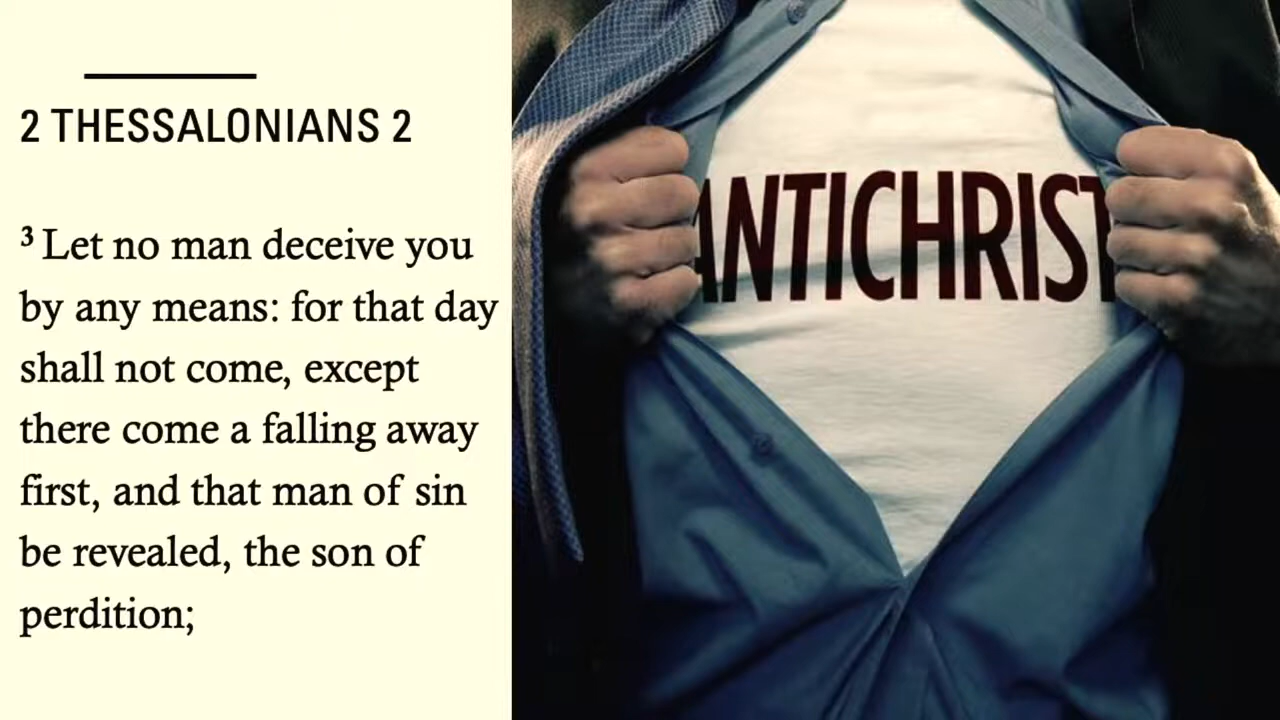 2 THESSALONIANS 2
3 Let no man deceive you
by any means: for that day
shall not come, except
there come a falling away
first, and that man of sin
be revealed, the son of
perdition;
ANTICHRIST